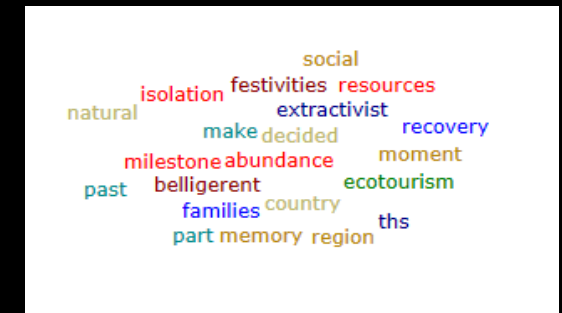 social
isolation festivities resources
natural extractivist
make decided recovery
milestone abundance moment
past belligerent ecotourism
families country
part memory region ths